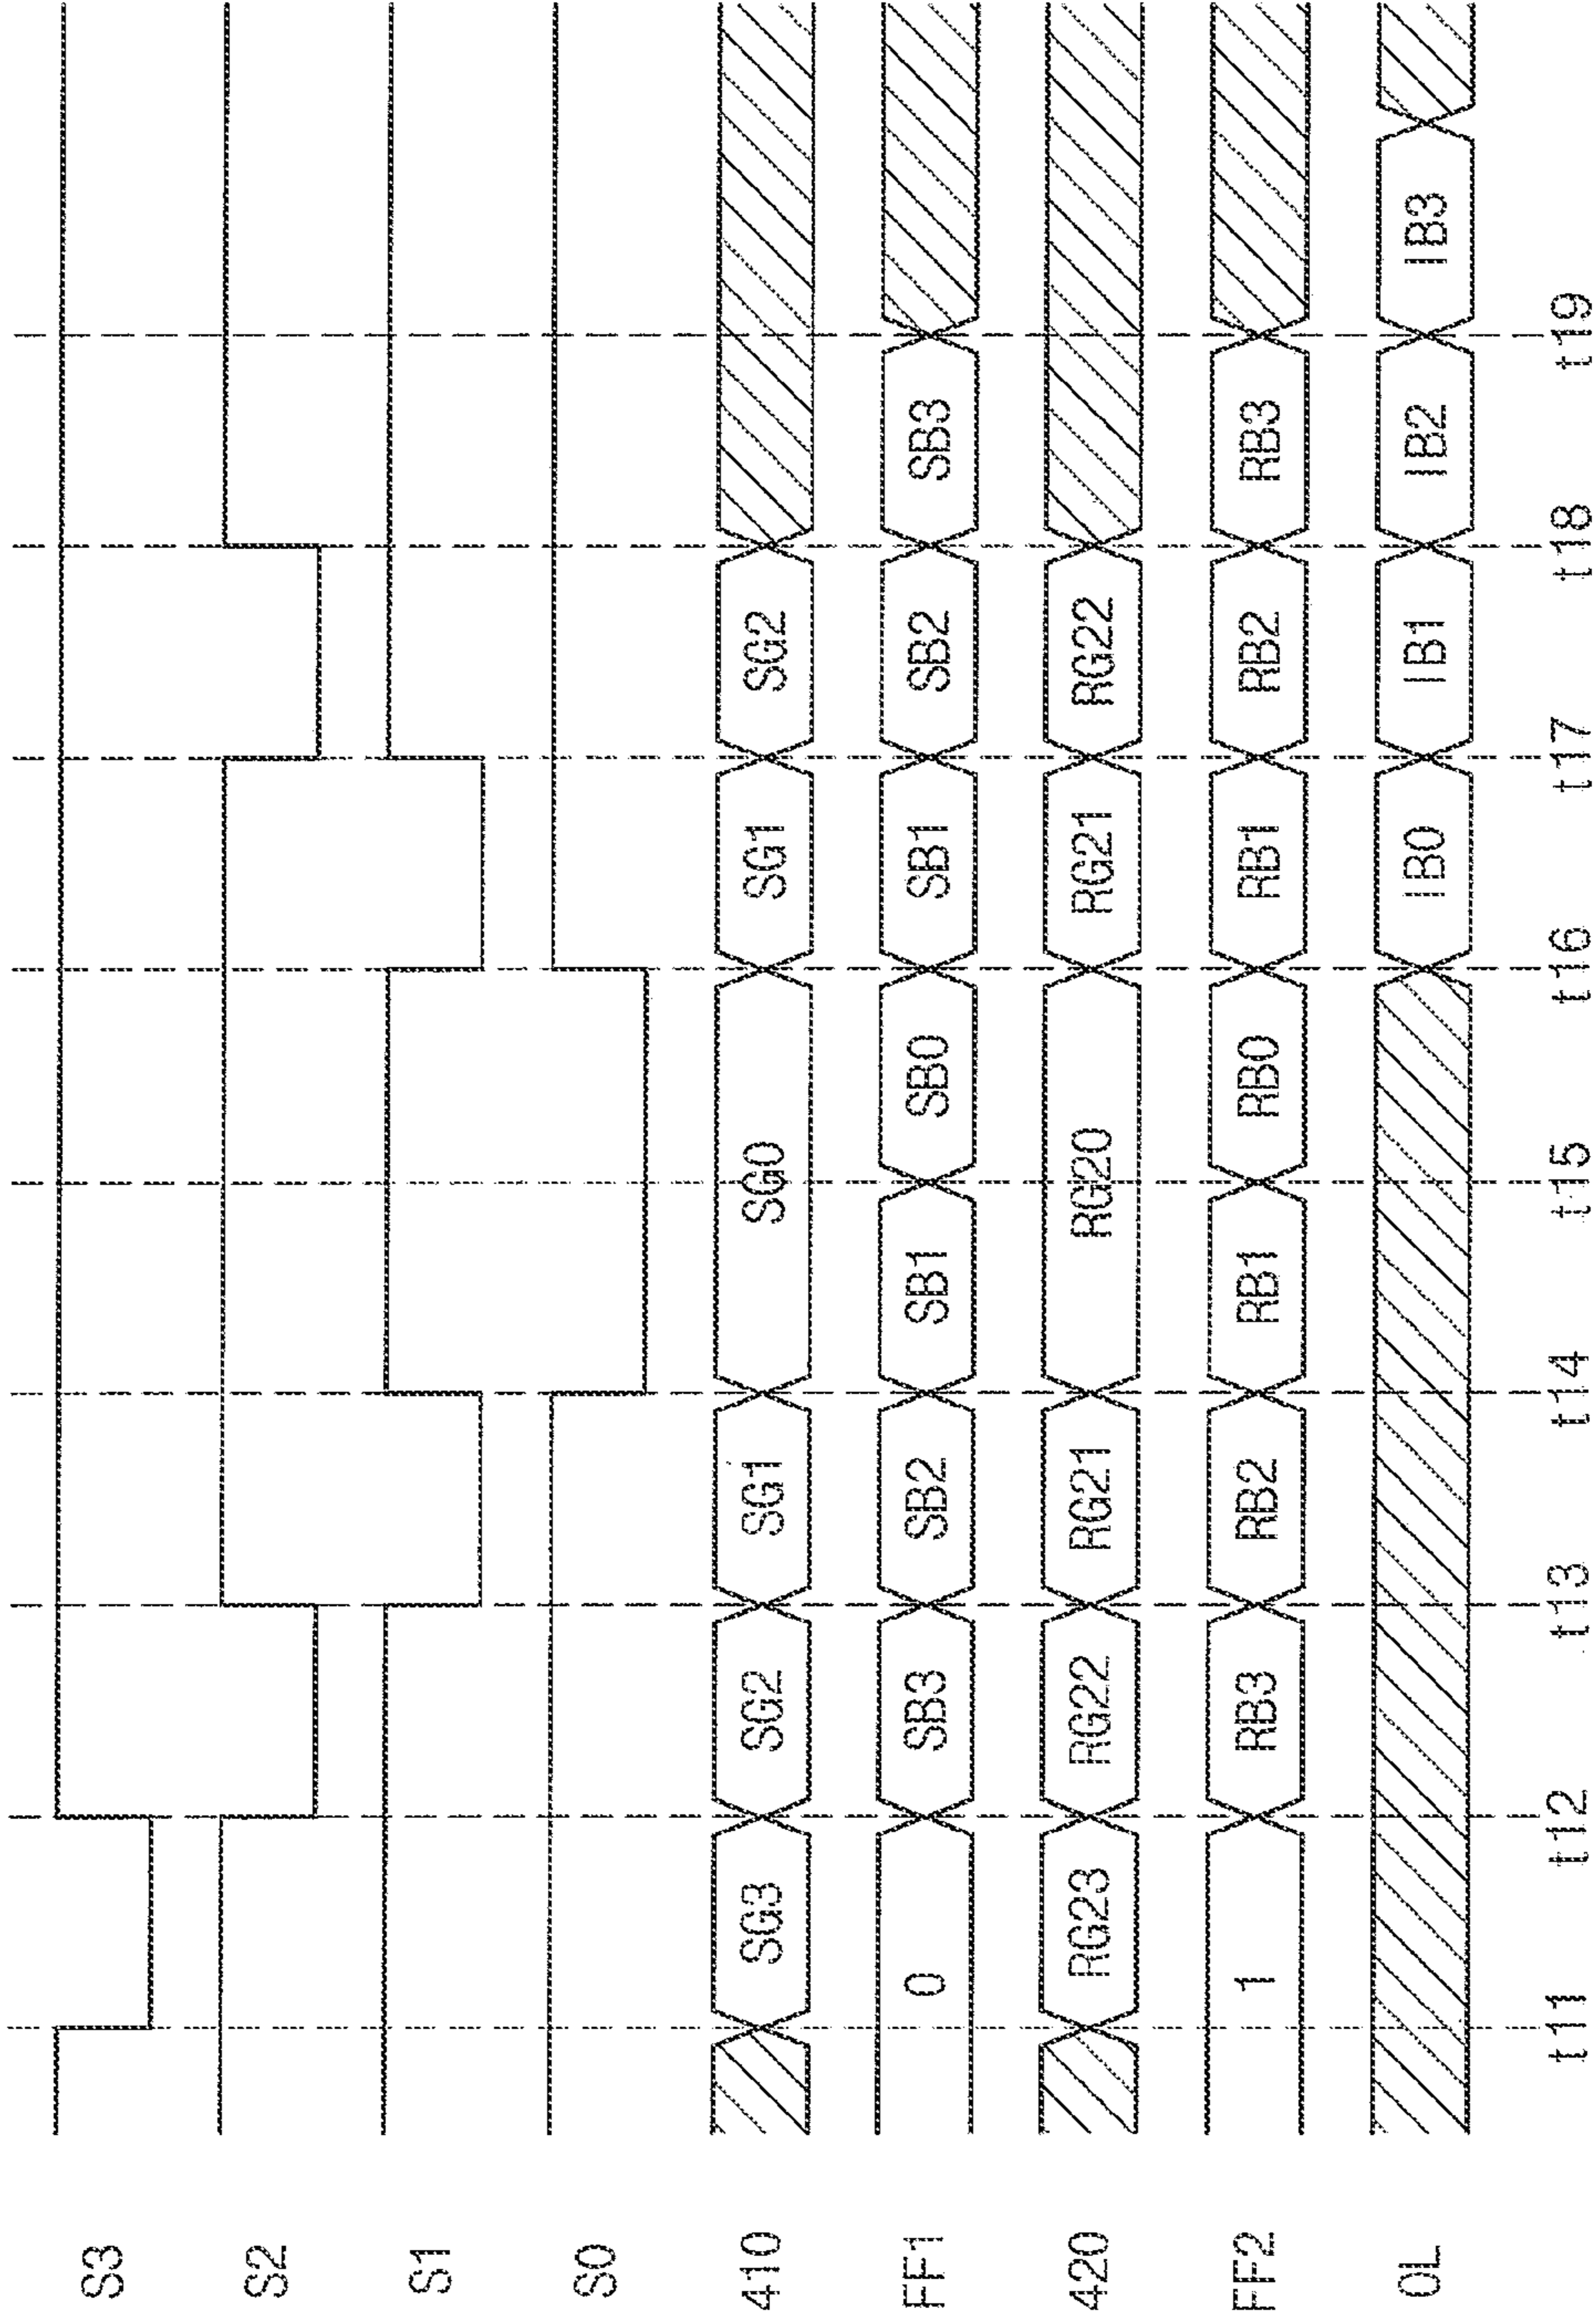 S3
S2
S1
S0
410 SG3 SG2 SG1 SG0 SG1 SG2
FF1 0 SB3 SB2 SB1 SB0 SB1 SB2 SB3
420 RG23 RG22 RG21 RG20 RG21 RG22
FF2 1 RB3 RB2 RB1 RB0 RB1 RB2 RB3
OL IB0 IB1 IB2 IB3
t11 t12 t13 t14 t15 t16 t17 t18 t19